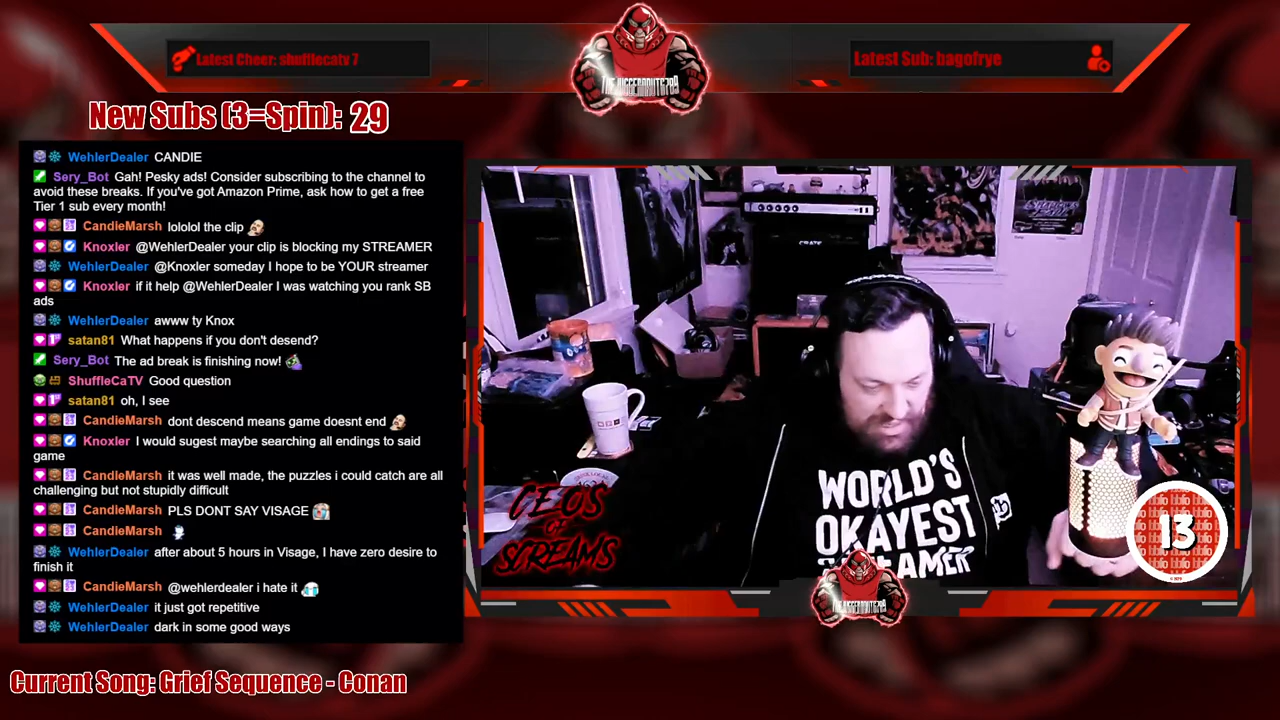 Latest Cheer: shufflecatv 7
THEJUGGERNAUT6789
Latest Sub: bagofrye
New Subs (3=Spin): 29
WehlerDealer CANDIE
Sery_Bot Gah! Pesky ads! Consider subscribing to the channel to
avoid these breaks. If you've got Amazon Prime, ask how to get a free
Tier 1 sub every month!
CandieMarsh lololol the clip
Knoxler @WehlerDealer your clip is blocking my STREAMER
WehlerDealer @Knoxler someday I hope to be YOUR streamer
Knoxler if it help @WehlerDealer I was watching you rank SB
ads
WehlerDealer awww ty Knox
satan81 What happens if you don't desend?
Sery_Bot The ad break is finishing now!
ShuffleCaTV Good question
satan81 oh, I see
CandieMarsh dont descend means game doesnt end
Knoxler I would sugest maybe searching all endings to said
game
CandieMarsh it was well made, the puzzles i could catch are all
challenging but not stupidly difficult
CandieMarsh PLS DONT SAY VISAGE
CandieMarsh
WehlerDealer after about 5 hours in Visage, I have zero desire to
finish it
CandieMarsh @wehlerdealer i hate it
WehlerDealer it just got repetitive
WehlerDealer dark in some good ways
CRATE
WORLD'S
OKAYEST
STREAMER
CEO'S
OF
SCREAMS
13
Current Song: Grief Sequence - Conan